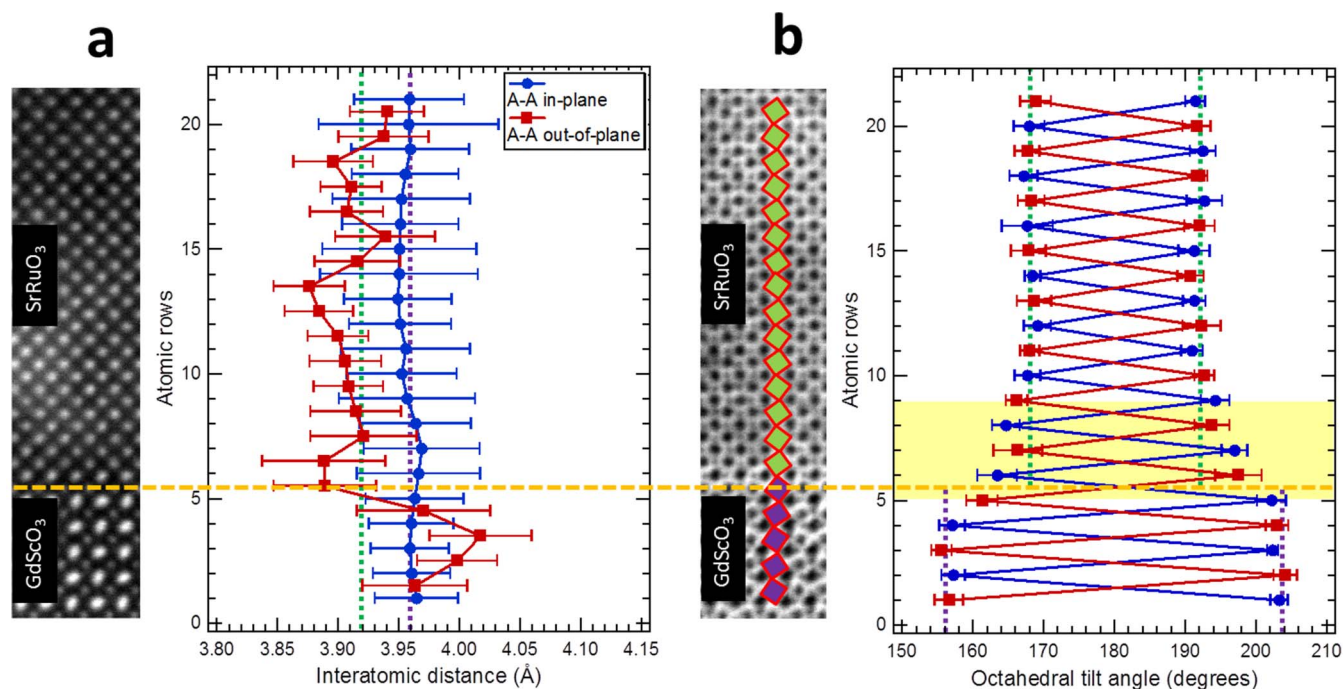 a
b
SrRuO3
GdScO3
Atomic rows
20
15
10
5
0
A-A in-plane
A-A out-of-plane
3.80
3.85
3.90
3.95
4.00
4.05
4.10
4.15
Interatomic distance (Å)
SrRuO3
GdScO3
Atomic rows
20
15
10
5
0
150
160
170
180
190
200
210
Octahedral tilt angle (degrees)